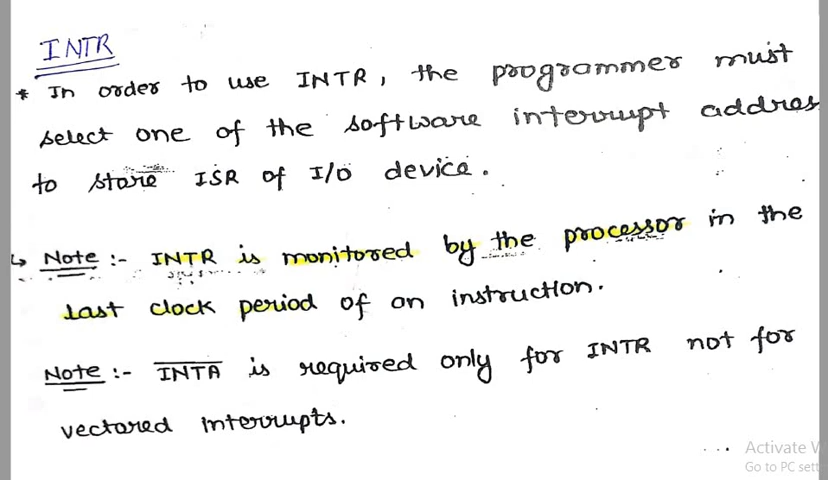 INTR
* In order to use INTR, the programmer must
select one of the software interrupt addres
to store ISR of I/O device.
↳ Note :- INTR is monitored by the processor in the
last clock period of an instruction.
Note :- I̅N̅T̅A̅ is required only for INTR not for
vectored interrupts.
Activate W
Go to PC sett